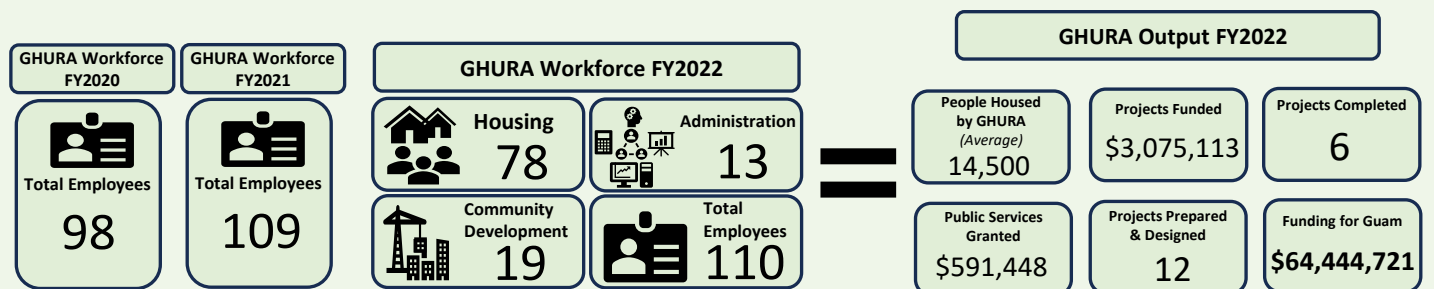 GHURA Workforce
FY2020
Total Employees
98
GHURA Workforce
FY2021
Total Employees
109
GHURA Workforce FY2022
Housing
78
Administration
13
Community
Development
19
Total
Employees
110
GHURA Output FY2022
People Housed
by GHURA
(Average)
14,500
Projects Funded
$3,075,113
Projects Completed
6
Public Services
Granted
$591,448
Projects Prepared
& Designed
12
Funding for Guam
$64,444,721